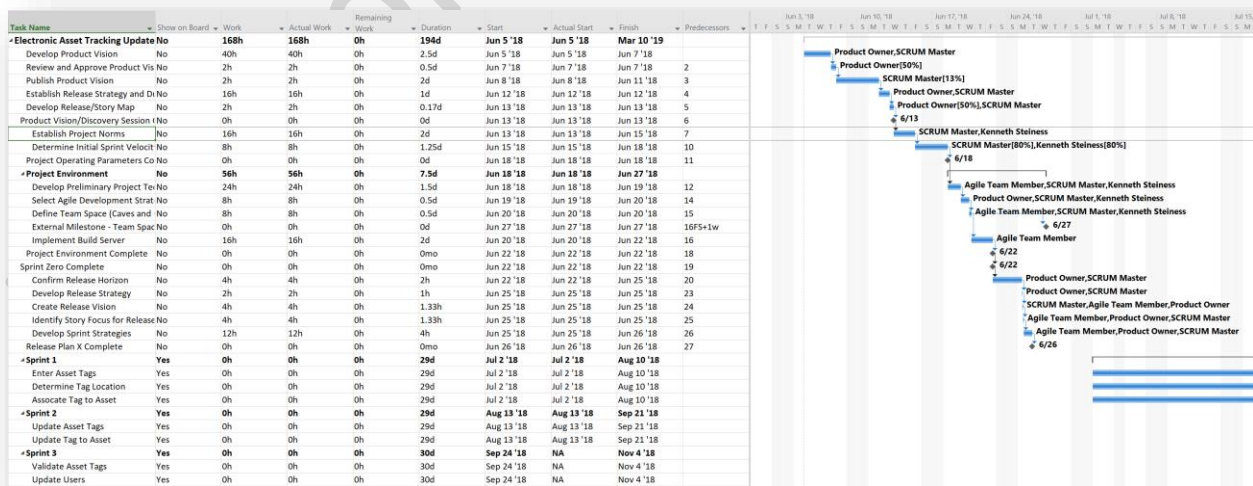 Task Name Show on Board Work Actual Work Remaining Work Duration Start Actual Start Finish Predecessors
Jun 3, '18 Jun 10, '18 Jun 17, '18 Jun 24, '18 Jul 1, '18 Jul 8, '18
Electronic Asset Tracking Update No 168h 168h 0h 194d Jun 5 '18 Jun 5 '18 Mar 10 '19
Develop Product Vision No 40h 40h 0h 2.5d Jun 5 '18 Jun 5 '18 Jun 7 '18 Product Owner,SCRUM Master
Review and Approve Product Vis No 2h 2h 0h 0.5d Jun 7 '18 Jun 7 '18 Jun 7 '18 2 Product Owner[50%]
Publish Product Vision No 2h 2h 0h 2d Jun 8 '18 Jun 8 '18 Jun 11 '18 3 SCRUM Master[13%]
Establish Release Strategy and Du No 16h 16h 0h 1d Jun 12 '18 Jun 12 '18 Jun 12 '18 4 Product Owner,SCRUM Master
Develop Release/Story Map No 2h 2h 0h 0.17d Jun 13 '18 Jun 13 '18 Jun 13 '18 5 Product Owner[50%],SCRUM Master
Product Vision/Discovery Session No 0h 0h 0h 0d Jun 13 '18 Jun 13 '18 Jun 13 '18 6 6/13
Establish Project Norms No 16h 16h 0h 2d Jun 13 '18 Jun 13 '18 Jun 15 '18 7 SCRUM Master,Kenneth Steiness
Determine Initial Sprint Velocit No 8h 8h 0h 1.25d Jun 15 '18 Jun 15 '18 Jun 18 '18 10 SCRUM Master[80%],Kenneth Steiness[80%]
Project Operating Parameters Co No 0h 0h 0h 0d Jun 18 '18 Jun 18 '18 Jun 18 '18 11 6/18
Project Environment No 56h 56h 0h 7.5d Jun 18 '18 Jun 18 '18 Jun 27 '18
Develop Preliminary Project Te No 24h 24h 0h 1.5d Jun 18 '18 Jun 18 '18 Jun 19 '18 12 Agile Team Member,SCRUM Master,Kenneth Steiness
Select Agile Development Strat No 8h 8h 0h 0.5d Jun 19 '18 Jun 19 '18 Jun 20 '18 14 Product Owner,SCRUM Master,Kenneth Steiness
Define Team Space (Caves and No 8h 8h 0h 0.5d Jun 20 '18 Jun 20 '18 Jun 20 '18 15 Agile Team Member,SCRUM Master,Kenneth Steiness
External Milestone - Team Spac No 0h 0h 0h 0d Jun 27 '18 Jun 27 '18 Jun 27 '18 16FS+1w 6/27
Implement Build Server No 16h 16h 0h 2d Jun 20 '18 Jun 20 '18 Jun 22 '18 16 Agile Team Member
Project Environment Complete No 0h 0h 0h 0mo Jun 22 '18 Jun 22 '18 Jun 22 '18 18 6/22
Sprint Zero Complete No 0h 0h 0h 0mo Jun 22 '18 Jun 22 '18 Jun 22 '18 19 6/22
Confirm Release Horizon No 4h 4h 0h 2h Jun 22 '18 Jun 22 '18 Jun 25 '18 20 Product Owner,SCRUM Master
Develop Release Strategy No 2h 2h 0h 1h Jun 25 '18 Jun 25 '18 Jun 25 '18 23 Product Owner,SCRUM Master
Create Release Vision No 4h 4h 0h 1.33h Jun 25 '18 Jun 25 '18 Jun 25 '18 24 SCRUM Master,Agile Team Member,Product Owner
Identify Story Focus for Release No 4h 4h 0h 1.33h Jun 25 '18 Jun 25 '18 Jun 25 '18 25 Agile Team Member,Product Owner,SCRUM Master
Develop Sprint Strategies No 12h 12h 0h 4h Jun 25 '18 Jun 25 '18 Jun 26 '18 26 Agile Team Member,Product Owner,SCRUM Master
Release Plan X Complete No 0h 0h 0h 0mo Jun 26 '18 Jun 26 '18 Jun 26 '18 27 6/26
Sprint 1 Yes 0h 0h 0h 29d Jul 2 '18 Jul 2 '18 Aug 10 '18
Enter Asset Tags Yes 0h 0h 0h 29d Jul 2 '18 Jul 2 '18 Aug 10 '18
Determine Tag Location Yes 0h 0h 0h 29d Jul 2 '18 Jul 2 '18 Aug 10 '18
Assocate Tag to Asset Yes 0h 0h 0h 29d Jul 2 '18 Jul 2 '18 Aug 10 '18
Sprint 2 Yes 0h 0h 0h 29d Aug 13 '18 Aug 13 '18 Sep 21 '18
Update Asset Tags Yes 0h 0h 0h 29d Aug 13 '18 Aug 13 '18 Sep 21 '18
Update Tag to Asset Yes 0h 0h 0h 29d Aug 13 '18 Aug 13 '18 Sep 21 '18
Sprint 3 Yes 0h 0h 0h 30d Sep 24 '18 NA Nov 4 '18
Validate Asset Tags Yes 0h 0h 0h 30d Sep 24 '18 NA Nov 4 '18
Update Users Yes 0h 0h 0h 30d Sep 24 '18 NA Nov 4 '18